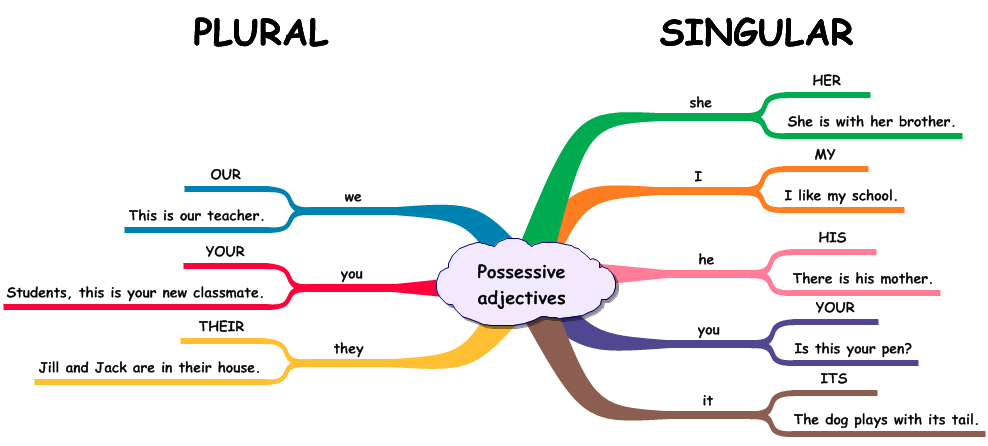 PLURAL
SINGULAR
we
OUR
This is our teacher.
you
YOUR
Students, this is your new classmate.
they
THEIR
Jill and Jack are in their house.
Possessive
adjectives
she
HER
She is with her brother.
I
MY
I like my school.
he
HIS
There is his mother.
you
YOUR
Is this your pen?
it
ITS
The dog plays with its tail.